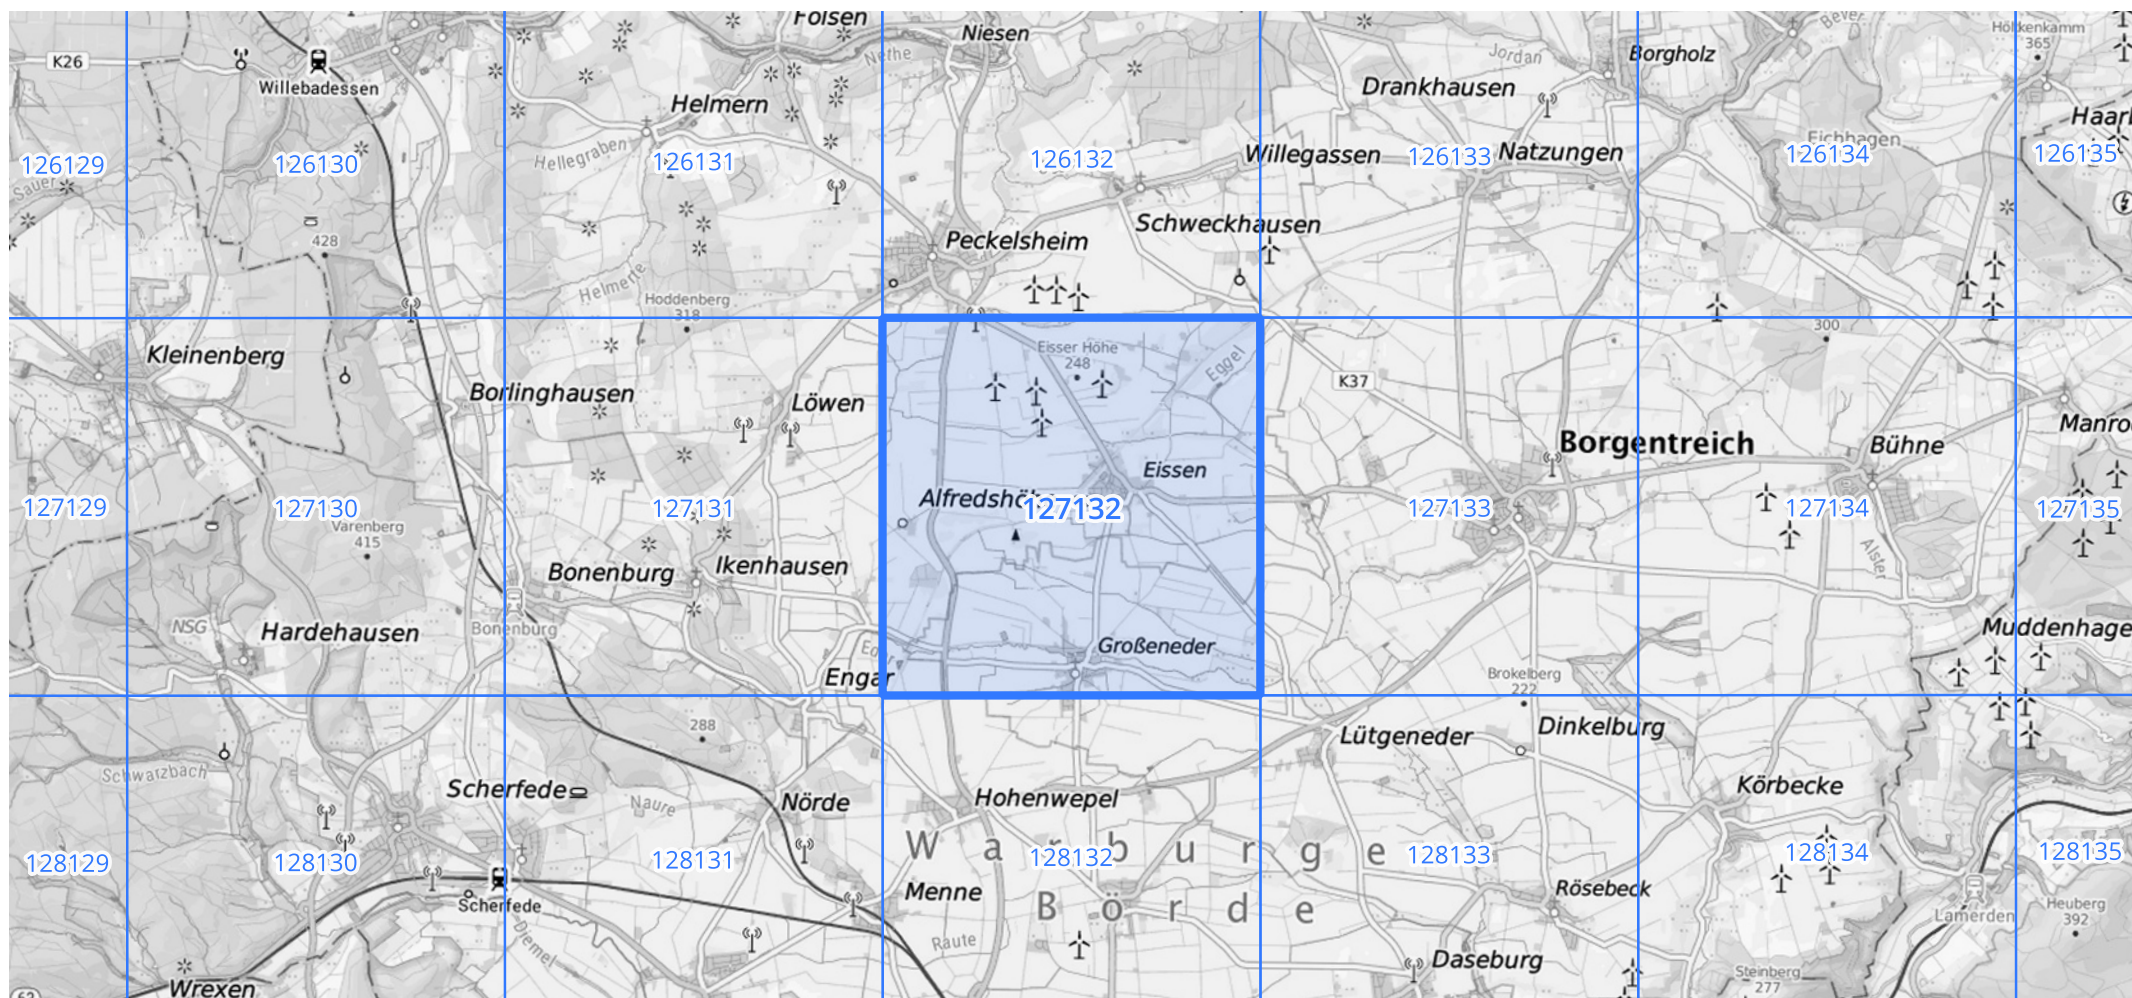 Folsen
Niesen
Bever
Hölkenkamm
365
K26
Willebadessen
Nethe
Jordan
Borgholz
Helmern
Drankhausen
Hellegraben
Eichhagen
126129
126130
126131
126132
Willegassen
126133
Natzungen
126134
126135
Sauer
428
Peckelsheim
Schweckhausen
Helmerte
Hoddenberg
318
Kleinenberg
Eisser Höhe
248
Eggel
300
K37
Borlinghausen
Löwen
Borgentreich
Bühne
Eissen
127129
127130
127131
127132
127133
127134
127135
Varenberg
415
Bonenburg
Ikenhausen
Alster
NSG
Hardehausen
Bonenburg
Großeneder
Muddenhage
Engar
Brokelberg
222
288
Lütgeneder
Dinkelburg
Schwarzbach
Scherfede
Naure
Nörde
Hohenwepel
Körbecke
Warburge
128129
128130
128131
128132
128133
128134
128135
Scherfede
Menne
Börde
Rösebeck
Lamerden
Heuberg
392
Diemel
Raute
Daseburg
Steinberg
277
Wrexen